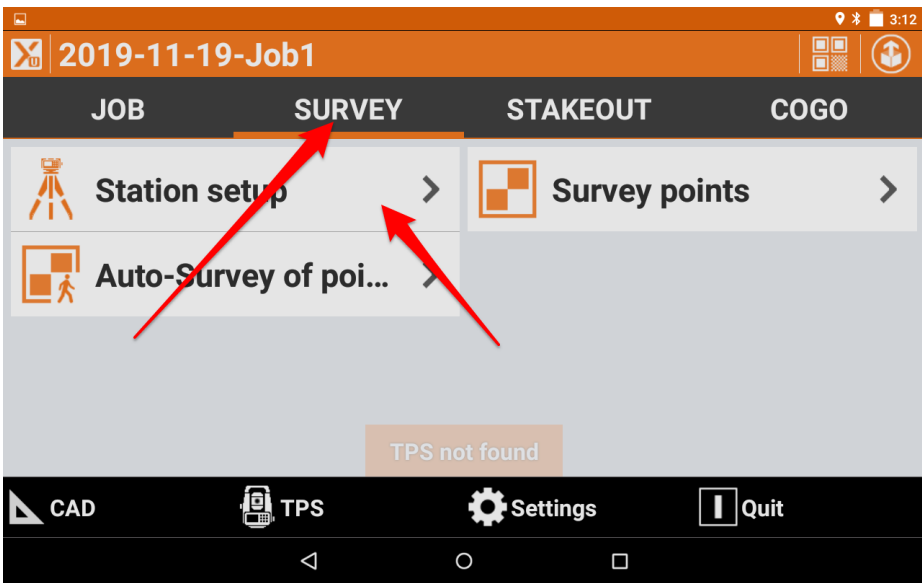 3:12
2019-11-19-Job1
JOB SURVEY STAKEOUT COGO
Station setup
Survey points
Auto-Survey of poi...
TPS not found
CAD TPS Settings Quit